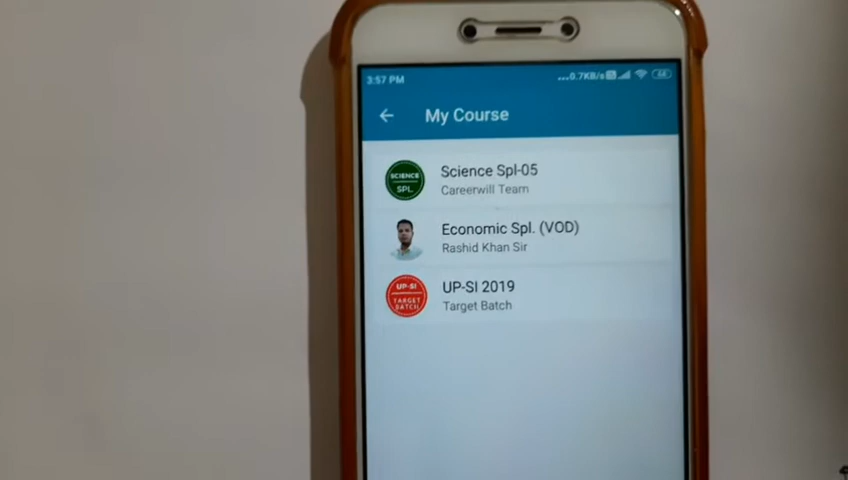 3:57 PM
...0.7KB/s
68
My Course
SCIENCE
SPL.
Science Spl-05
Careerwill Team
Economic Spl. (VOD)
Rashid Khan Sir
UP-SI
TARGET
BATCH
UP-SI 2019
Target Batch